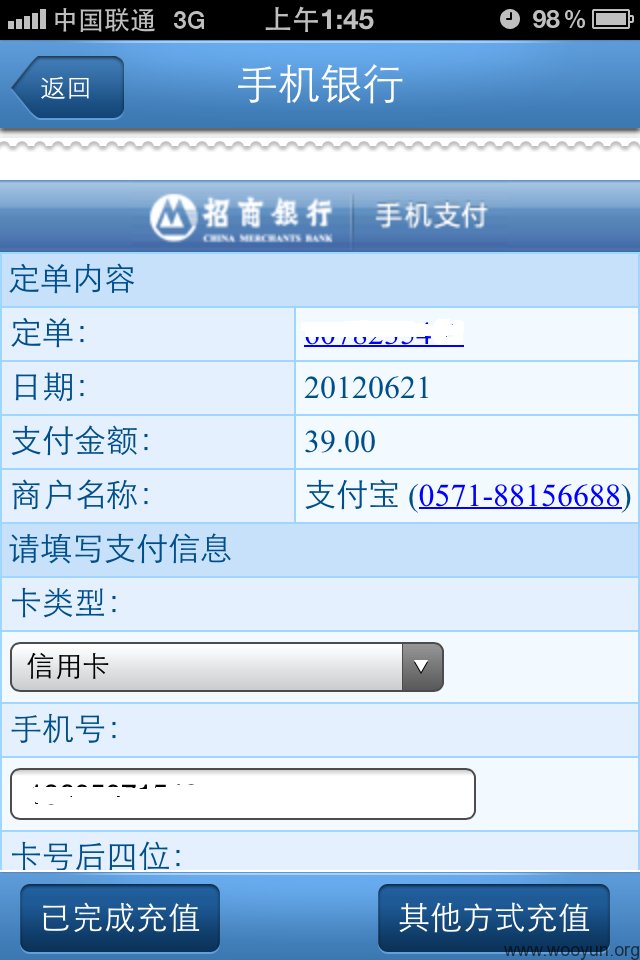 中国联通 3G 上午1:45 98%
返回 手机银行
招商银行 手机支付
CHINA MERCHANTS BANK
定单内容
定单:
日期: 20120621
支付金额: 39.00
商户名称: 支付宝 (0571-88156688)
请填写支付信息
卡类型:
信用卡
手机号:
卡号后四位:
已完成充值 其他方式充值
www.wooyun.org